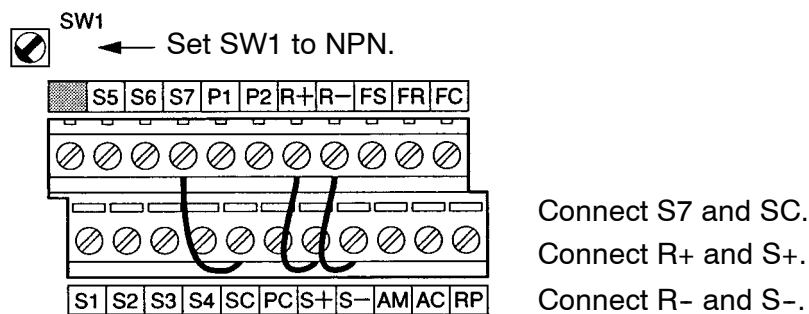 SW1
Set SW1 to NPN.
S5 S6 S7 P1 P2 R+ R− FS FR FC
Connect S7 and SC.
Connect R+ and S+.
S1 S2 S3 S4 SC PC S+ S− AM AC RP
Connect R− and S−.